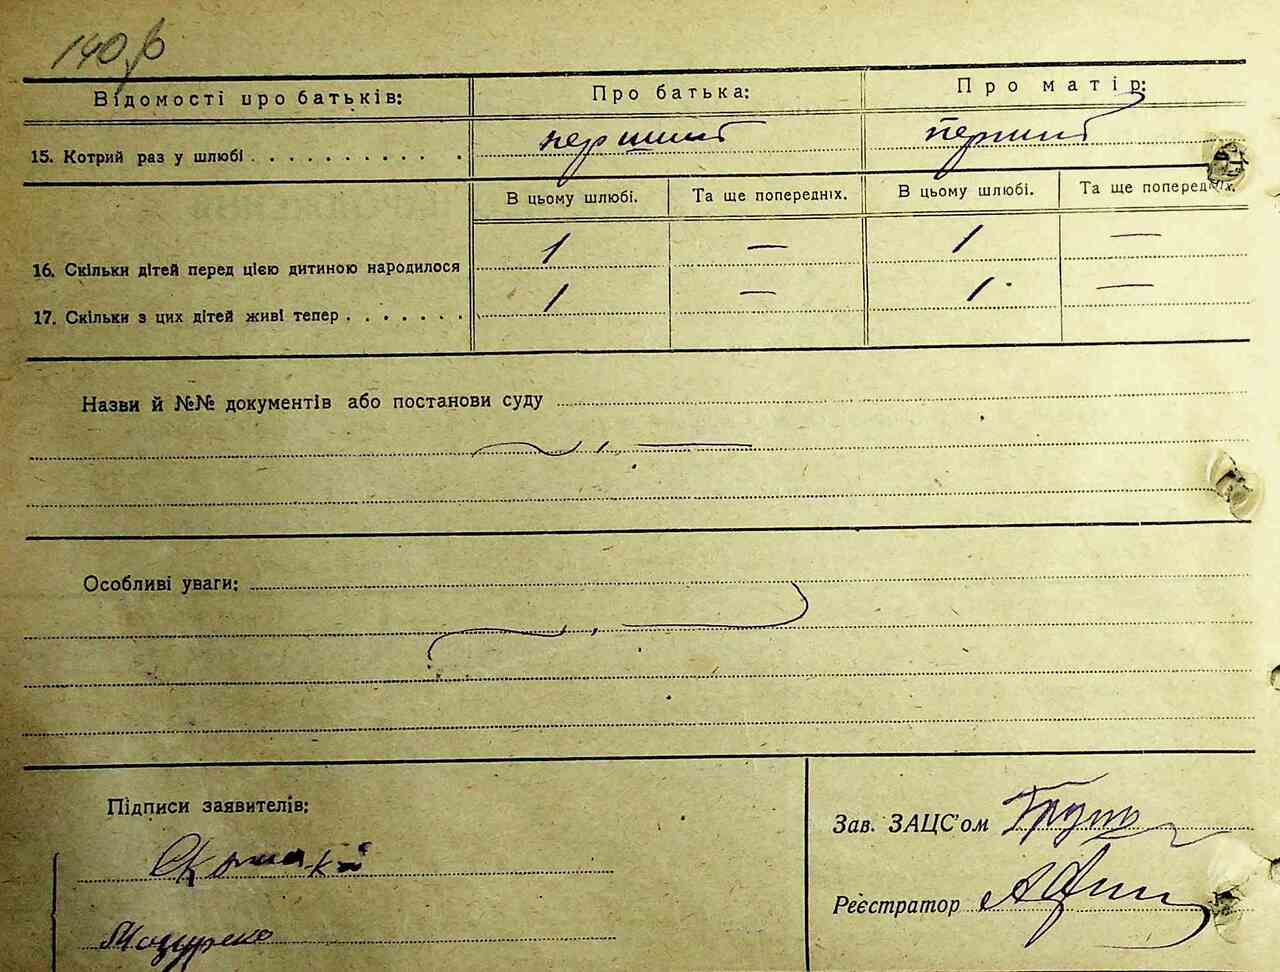 140
Відомості про батьків: Про батька: Про матір:
15. Котрий раз у шлюбі . . . . . . . . . . перший перший
В цьому шлюбі. Та ще попередніх. В цьому шлюбі. Та ще попередніх.
16. Скільки дітей перед цією дитиною народилося 1 — 1 —
17. Скільки з цих дітей живі тепер . . . . . . . 1 — 1 —
Назви й №№ документів або постанови суду
Особливі уваги:
Підписи заявителів:
Зав. ЗАЦС'ом
Реєстратор